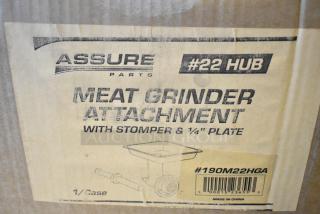 ASSURE
PARTS
#22 HUB
MEAT GRINDER
ATTACHMENT
WITH STOMPER & ¼" PLATE
#190M22HGA
1/Case
MADE IN CHINA